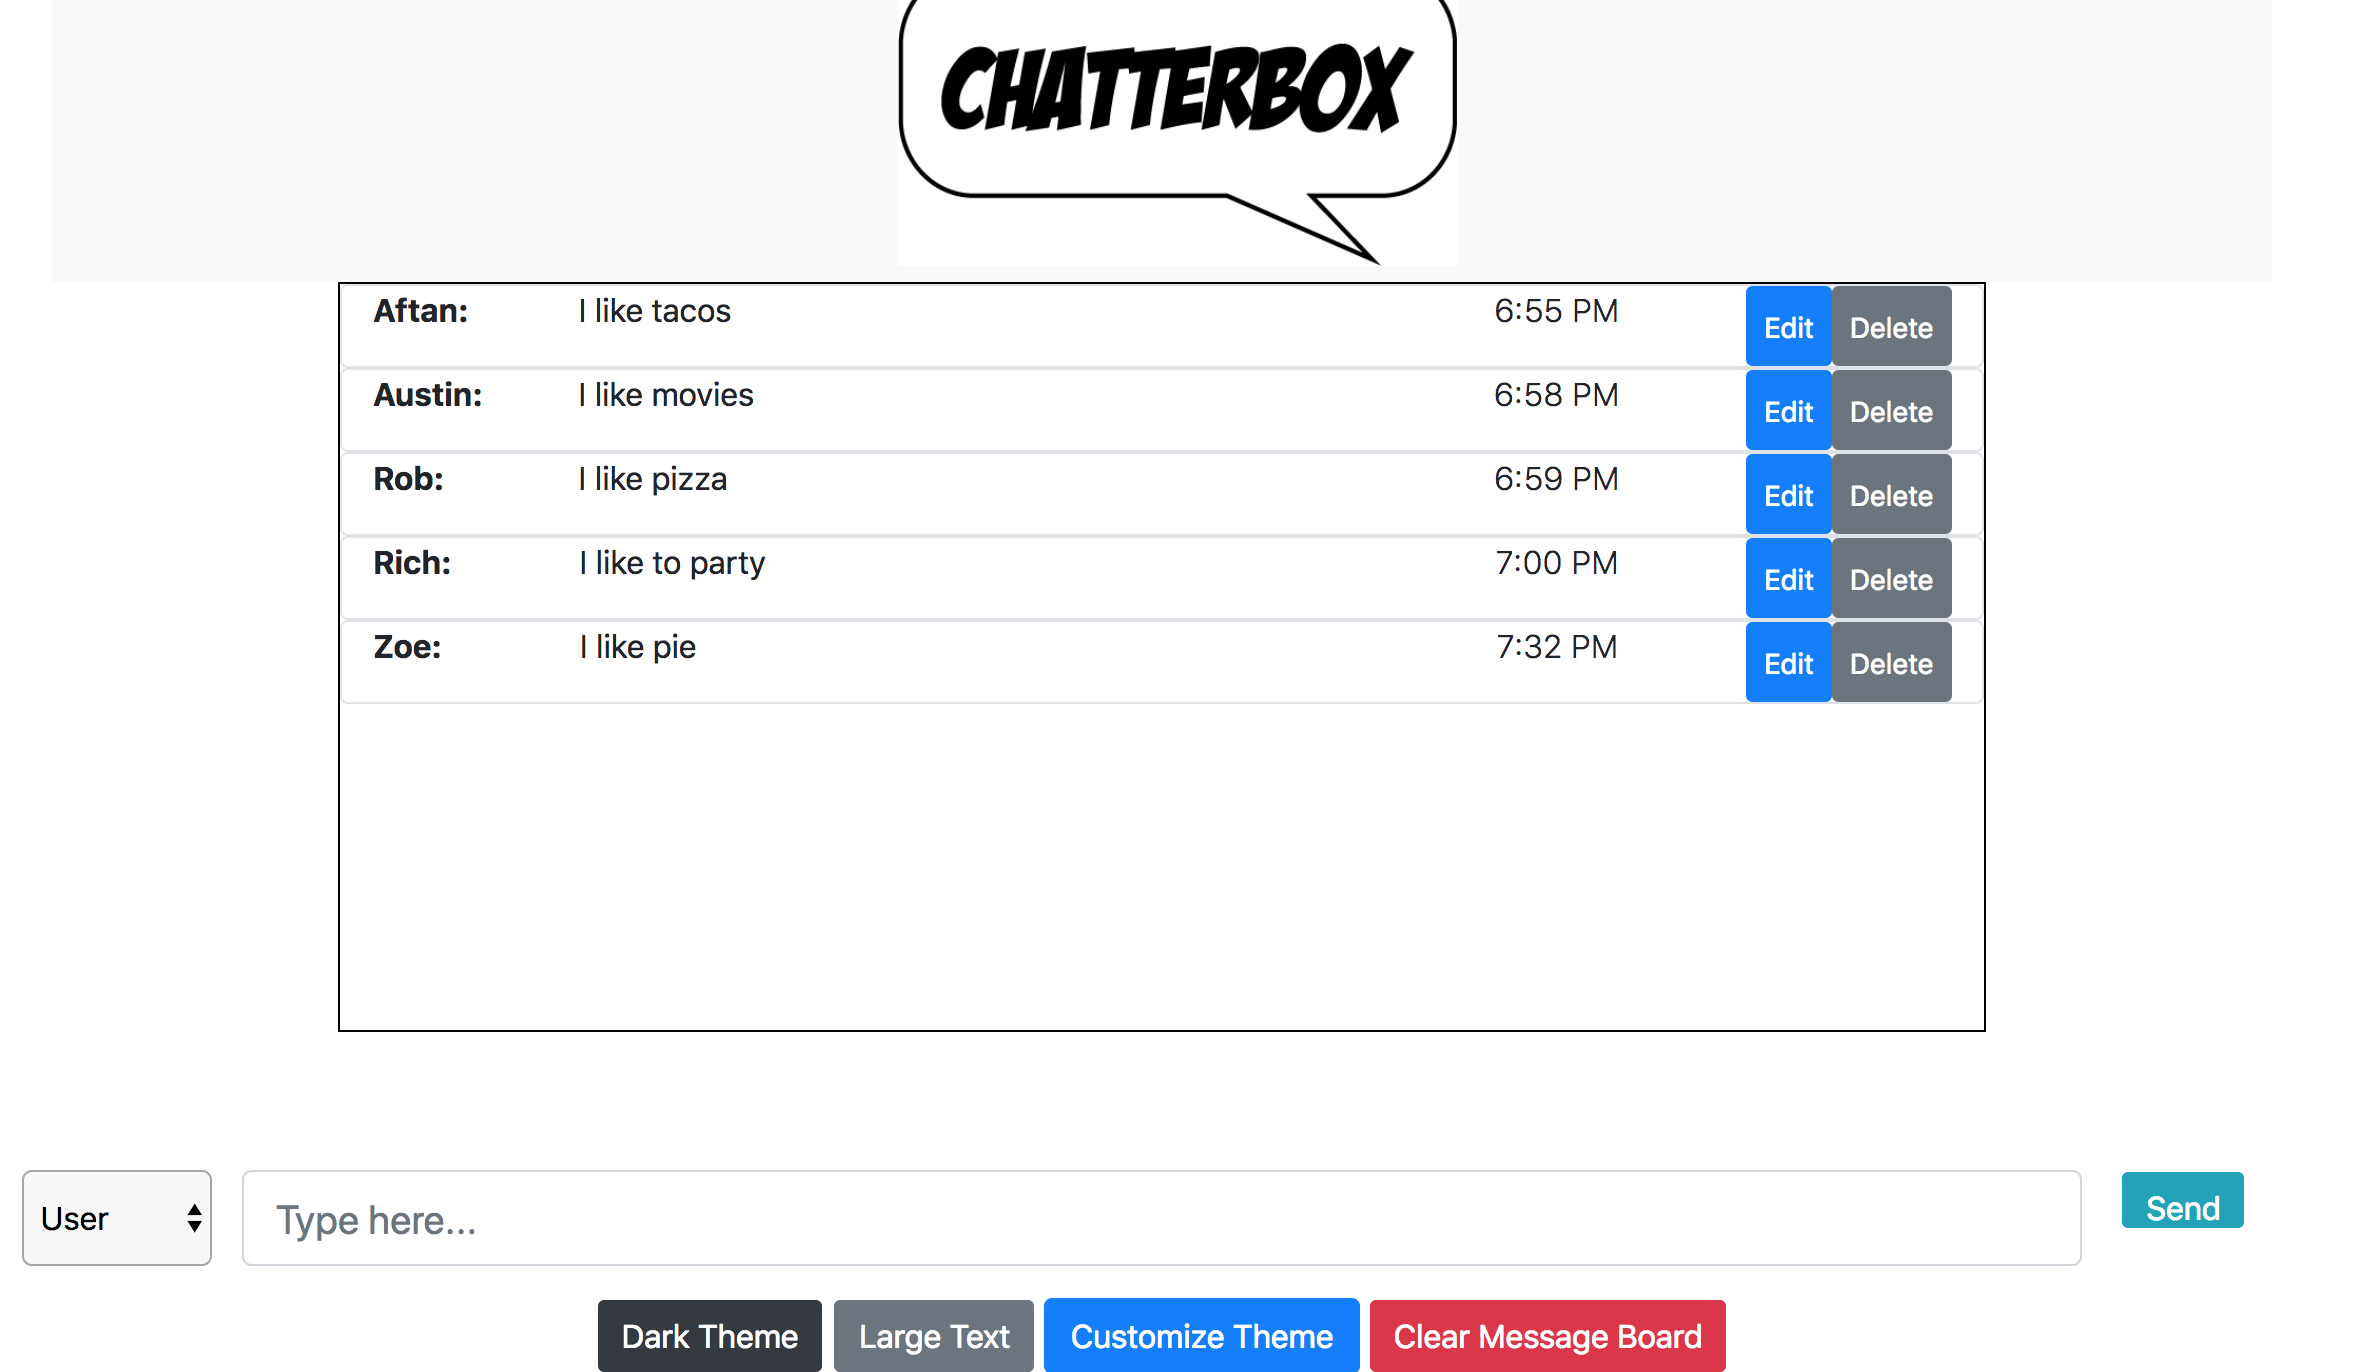 CHATTERBOX
Aftan: I like tacos 6:55 PM Edit Delete
Austin: I like movies 6:58 PM Edit Delete
Rob: I like pizza 6:59 PM Edit Delete
Rich: I like to party 7:00 PM Edit Delete
Zoe: I like pie 7:32 PM Edit Delete
User Type here... Send
Dark Theme Large Text Customize Theme Clear Message Board